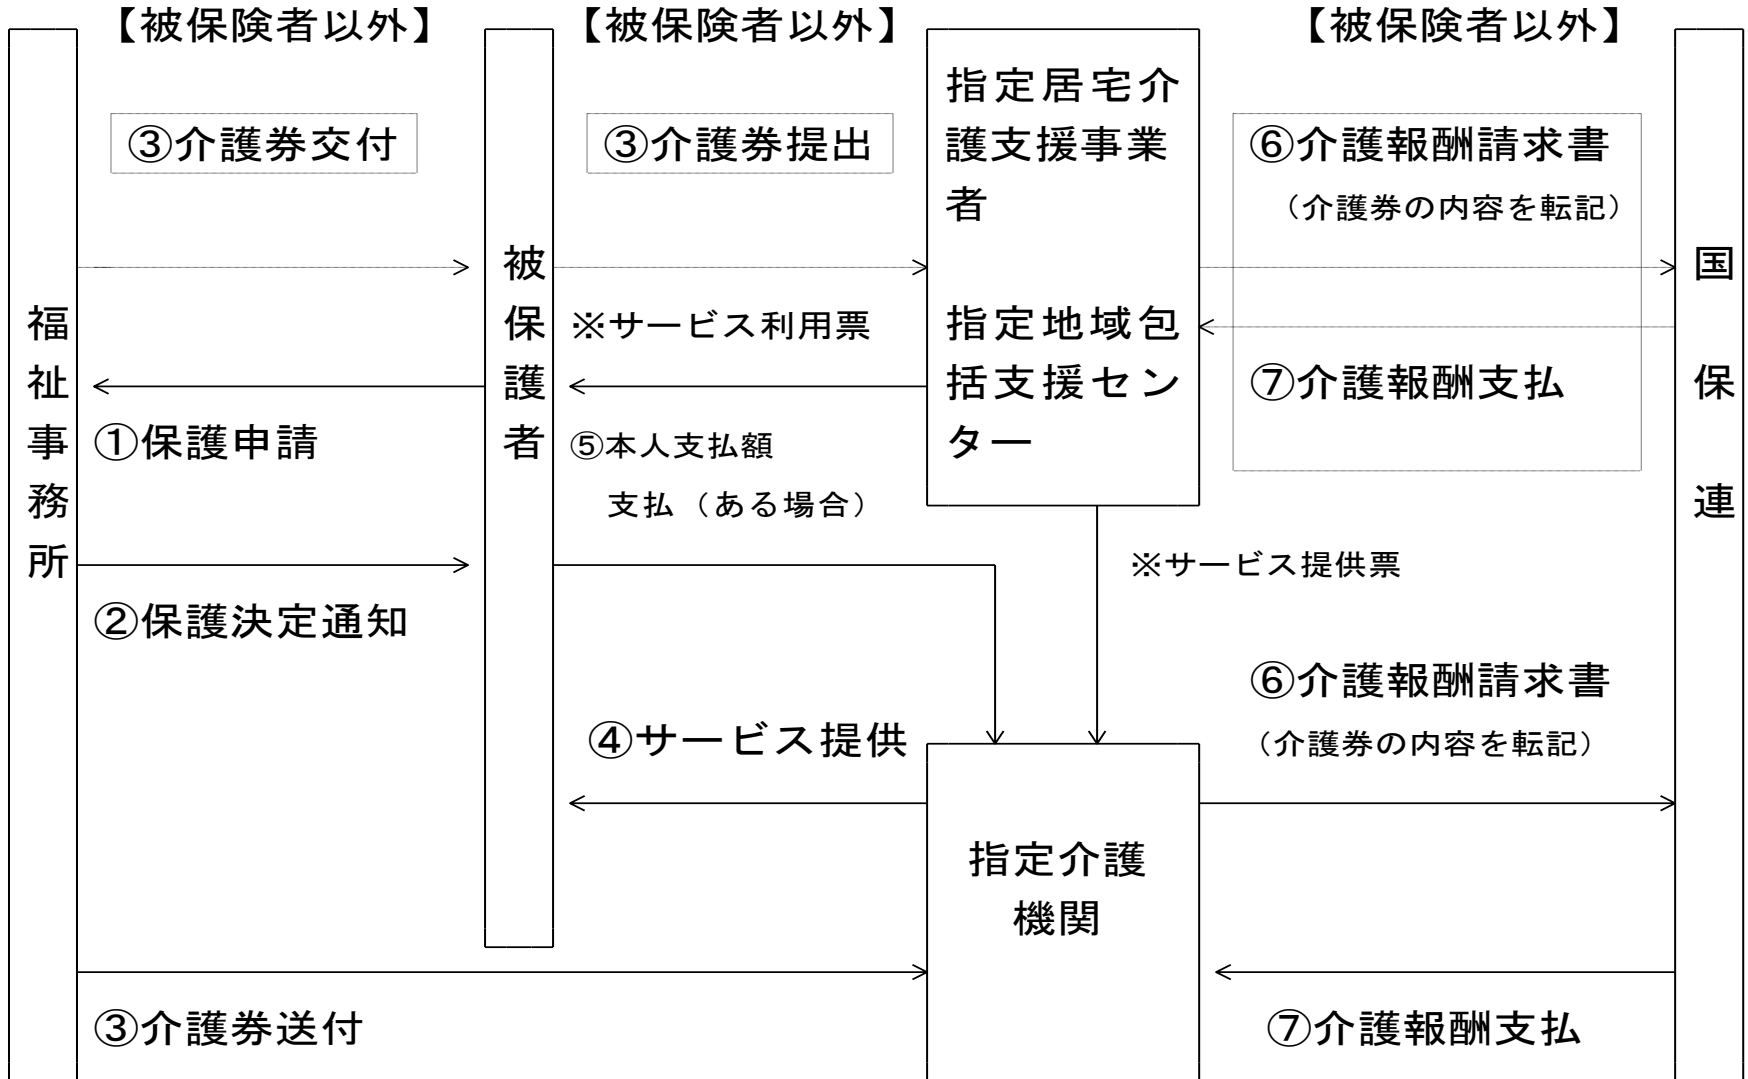 【被保険者以外】
【被保険者以外】
【被保険者以外】
③介護券交付
③介護券提出
指定居宅介
護支援事業
者
指定地域包
括支援セン
ター
⑥介護報酬請求書
（介護券の内容を転記）
⑦介護報酬支払
福祉事務所
被保護者
国保連
※サービス利用票
①保護申請
⑤本人支払額
支払（ある場合）
※サービス提供票
②保護決定通知
④サービス提供
⑥介護報酬請求書
（介護券の内容を転記）
指定介護
機関
③介護券送付
⑦介護報酬支払